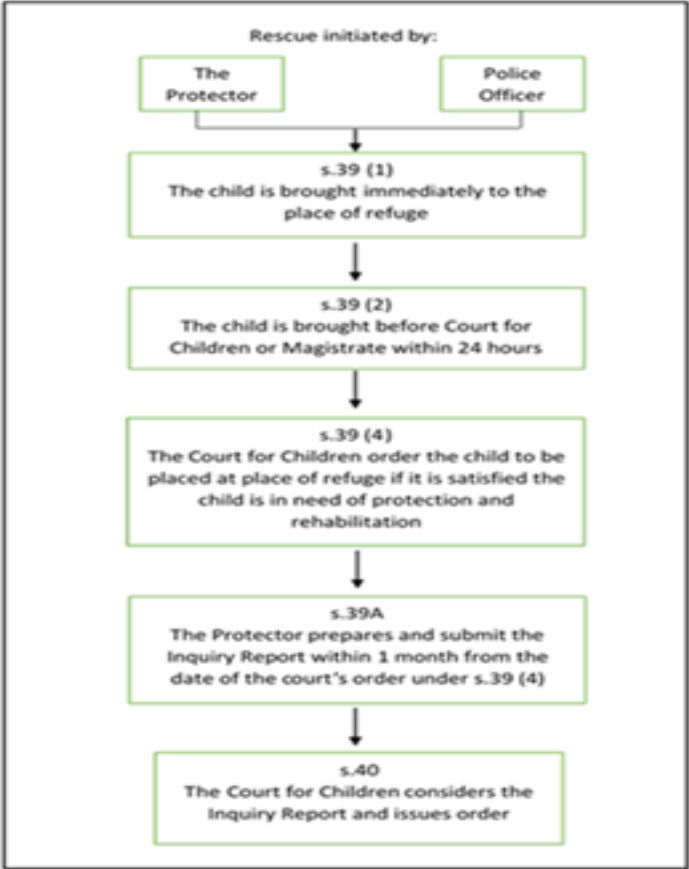 Rescue initiated by:
The
Protector
Police
Officer
s.39 (1)
The child is brought immediately to the
place of refuge
s.39 (2)
The child is brought before Court for
Children or Magistrate within 24 hours
s.39 (4)
The Court for Children order the child to be
placed at place of refuge if it is satisfied the
child is in need of protection and
rehabilitation
s.39A
The Protector prepares and submit the
Inquiry Report within 1 month from the
date of the court's order under s.39 (4)
s.40
The Court for Children considers the
Inquiry Report and issues order